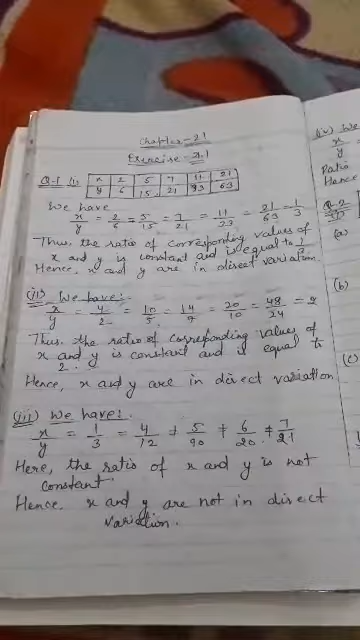 Chapter-21
Exercise-21.1
Q-1 (i) x 2 5 7 11 21
y 6 15 21 33 63
We have
x/y = 2/6 = 5/15 = 7/21 = 11/33 = 21/63 = 1/3
Thus, the ratio of corresponding values of
x and y is constant and is equal to 1/3
Hence, x and y are in direct variation.
(ii) We have:
x/y = 4/2 = 10/5 = 14/7 = 20/10 = 48/24 = 2
Thus, the ratio of corresponding values of
x and y is constant and is equal to
2.
Hence, x and y are in direct variation
(iii) We have:
x/y = 1/3 = 4/12 ≠ 5/90 ≠ 6/20 ≠ 7/21
Here, the ratio of x and y is not
constant
Hence, x and y are not in direct
variation.
(iv) We
x/y =
Ratio
Hence
Q-2
(a)
(b)
(c)